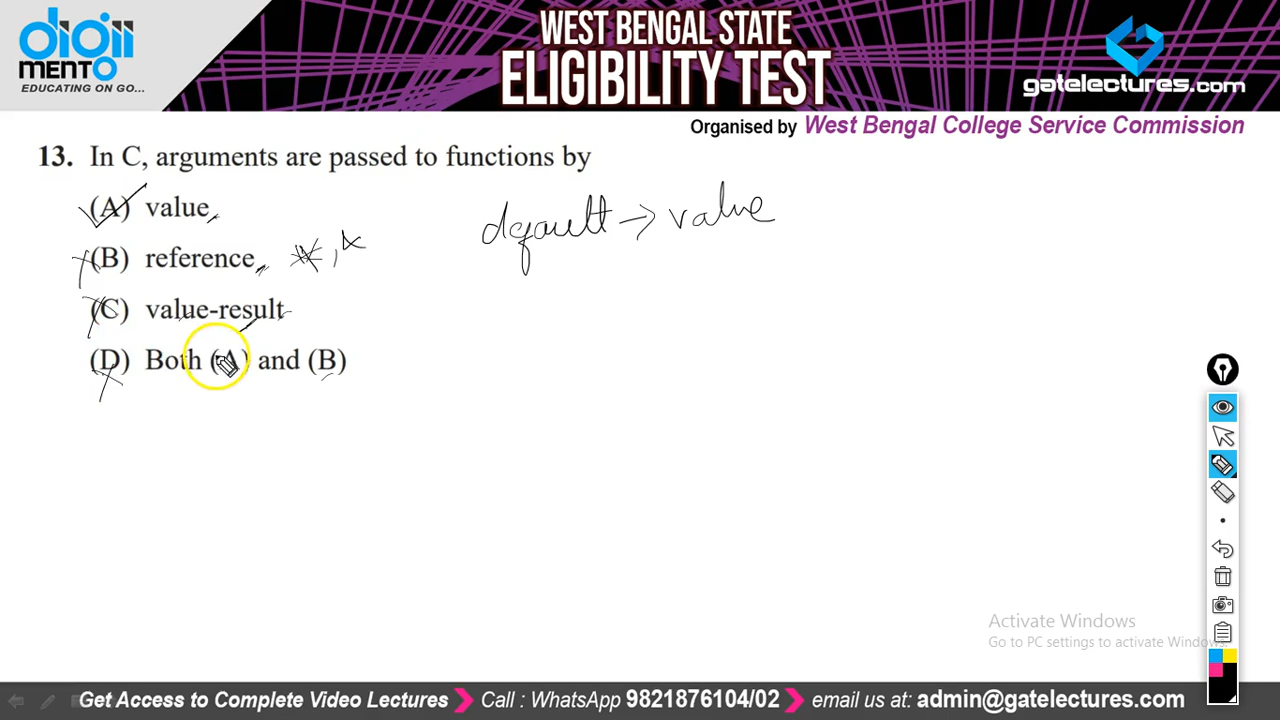 digii
MENTO
EDUCATING ON GO...
WEST BENGAL STATE
ELIGIBILITY TEST
gatelectures.com
Organised by West Bengal College Service Commission
13. In C, arguments are passed to functions by
(A) value
default → value
(B) reference *, &
(C) value-result
(D) Both (A) and (B)
Activate Windows
Go to PC settings to activate Windows.
Get Access to Complete Video Lectures Call : WhatsApp 9821876104/02 email us at: admin@gatelectures.com